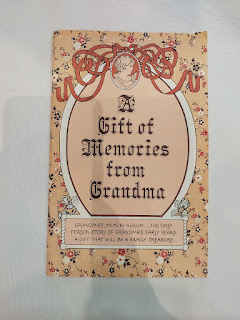 A
Gift of
Memories
from
Grandma
GRANDMA'S MEMORY ALBUM...THE FIRST
PERSON STORY OF GRANDMA'S EARLY YEARS.
A GIFT THAT WILL BE A FAMILY TREASURE.